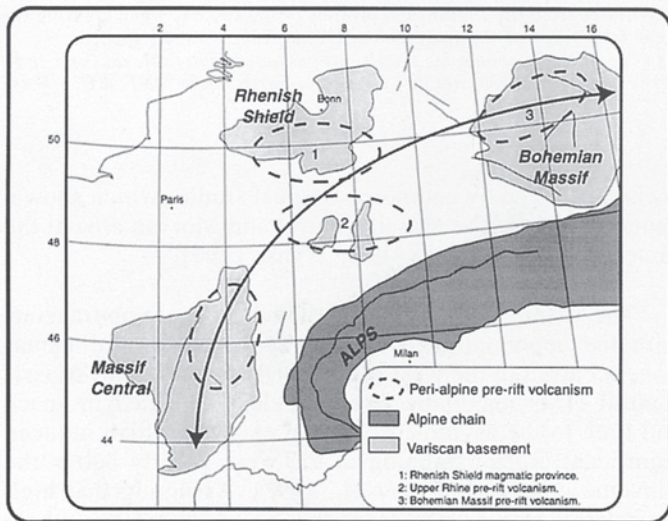 2 4 6 8 10 12 14 16
Rhenish
Shield
Bonn
50
1
3
Bohemian
Massif
Paris
2
48
46
ALPS
Milan
Massif
Central
44
Peri-alpine pre-rift volcanism
Alpine chain
Variscan basement
1: Rhenish Shield magmatic province.
2: Upper Rhine pre-rift volcanism.
3: Bohemian Massif pre-rift volcanism.